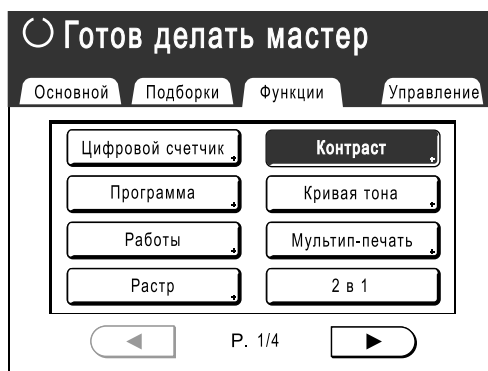 Готов делать мастер
Основной Подборки Функции Управление
Цифровой счетчик Контраст
Программа Кривая тона
Работы Мультип-печать
Растр 2 в 1
P. 1/4